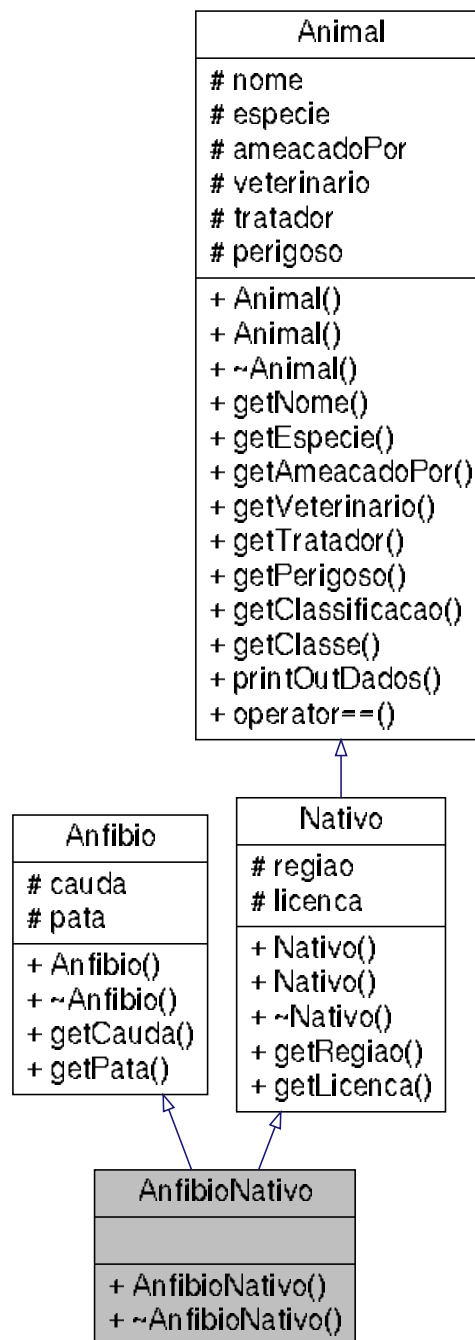 Animal
# nome
# especie
# ameacadoPor
# veterinario
# tratador
# perigoso
+ Animal()
+ Animal()
+ ~Animal()
+ getNome()
+ getEspecie()
+ getAmeacadoPor()
+ getVeterinario()
+ getTratador()
+ getPerigoso()
+ getClassificacao()
+ getClasse()
+ printOutDados()
+ operator==()
Anfibio
# cauda
# pata
+ Anfibio()
+ ~Anfibio()
+ getCauda()
+ getPata()
Nativo
# regiao
# licenca
+ Nativo()
+ Nativo()
+ ~Nativo()
+ getRegiao()
+ getLicenca()
AnfibioNativo
+ AnfibioNativo()
+ ~AnfibioNativo()